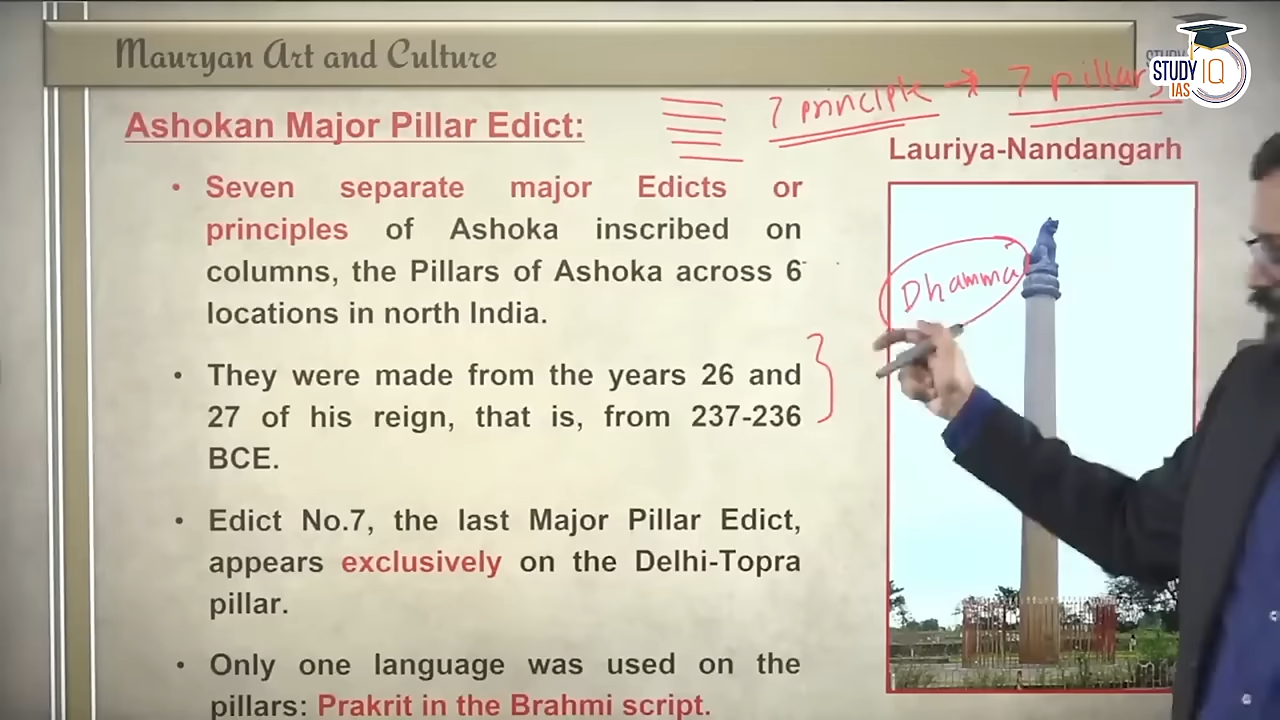 Mauryan Art and Culture
STUDY IQ
IAS
7 principle → 7 pillars
Ashokan Major Pillar Edict:
Lauriya-Nandangarh
• Seven separate major Edicts or
principles of Ashoka inscribed on
columns, the Pillars of Ashoka across 6
locations in north India.
Dhamma
• They were made from the years 26 and
27 of his reign, that is, from 237-236
BCE.
• Edict No.7, the last Major Pillar Edict,
appears exclusively on the Delhi-Topra
pillar.
• Only one language was used on the
pillars: Prakrit in the Brahmi script.